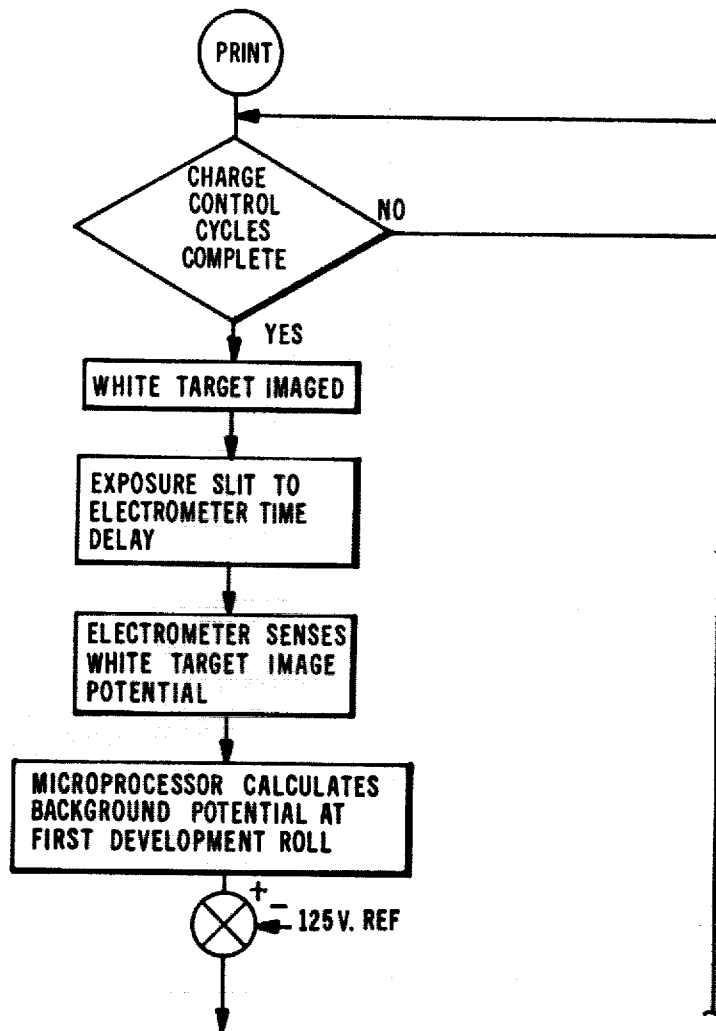 PRINT
CHARGE
CONTROL
CYCLES
COMPLETE
NO
YES
WHITE TARGET IMAGED
EXPOSURE SLIT TO
ELECTROMETER TIME
DELAY
ELECTROMETER SENSES
WHITE TARGET IMAGE
POTENTIAL
MICROPROCESSOR CALCULATES
BACKGROUND POTENTIAL AT
FIRST DEVELOPMENT ROLL
+ -
125V. REF